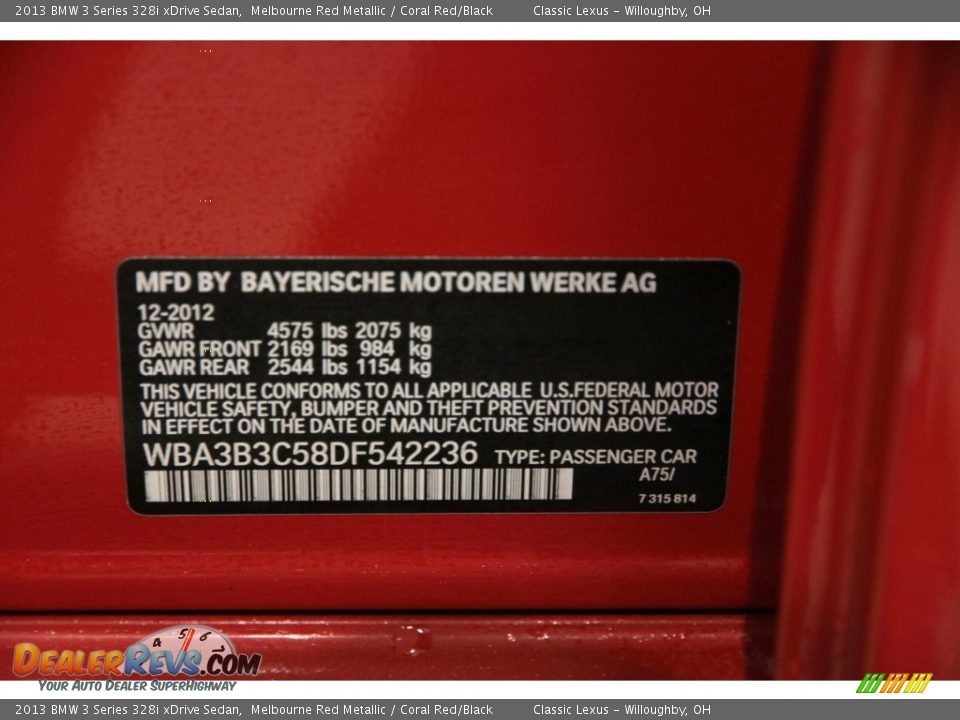 2013 BMW 3 Series 328i xDrive Sedan,  Melbourne Red Metallic / Coral Red/Black    Classic Lexus – Willoughby, OH
MFD BY BAYERISCHE MOTOREN WERKE AG
12-2012
GVWR 4575 lbs 2075 kg
GAWR FRONT 2169 lbs 984 kg
GAWR REAR 2544 lbs 1154 kg
THIS VEHICLE CONFORMS TO ALL APPLICABLE U.S.FEDERAL MOTOR
VEHICLE SAFETY, BUMPER AND THEFT PREVENTION STANDARDS
IN EFFECT ON THE DATE OF MANUFACTURE SHOWN ABOVE.
WBA3B3C58DF542236 TYPE: PASSENGER CAR
A75/
7 315 814
4 5 6
DEALERREVS.COM
YOUR AUTO DEALER SUPERHIGHWAY
2013 BMW 3 Series 328i xDrive Sedan,  Melbourne Red Metallic / Coral Red/Black    Classic Lexus – Willoughby, OH